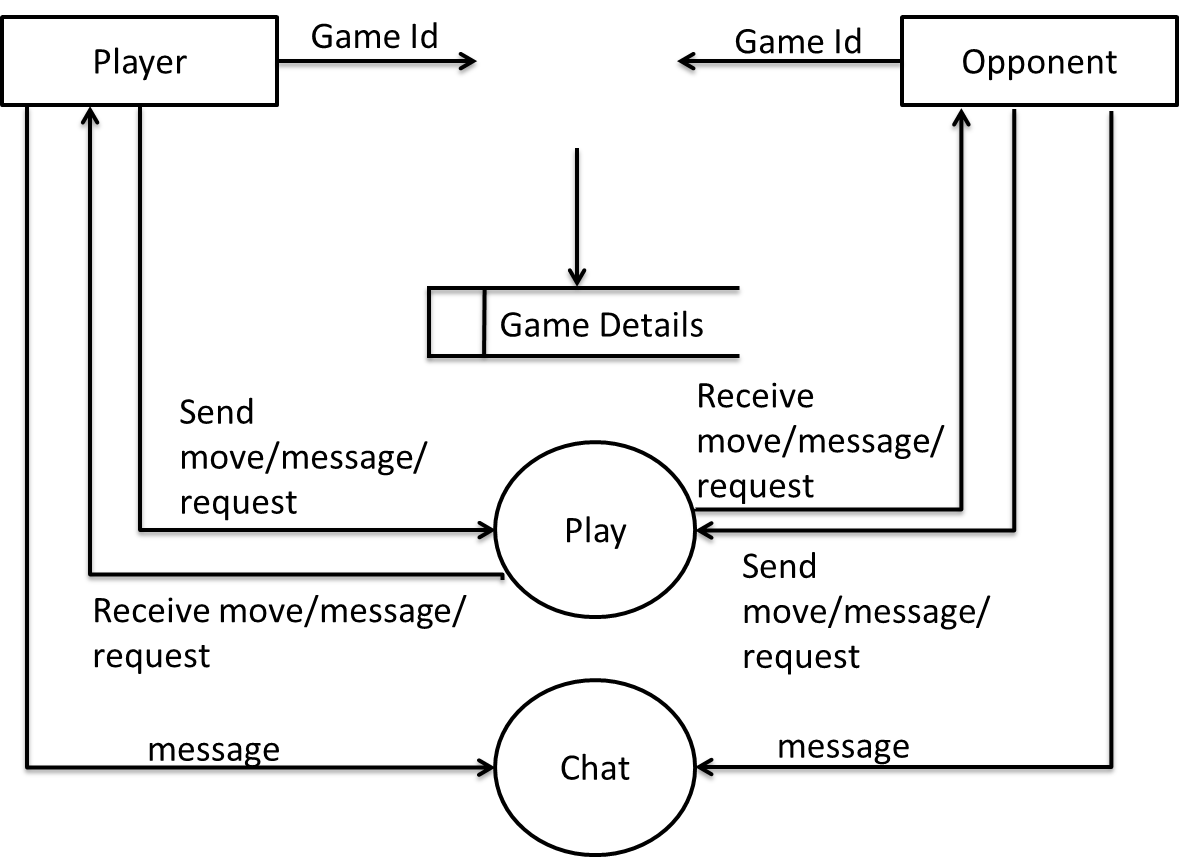 Player
Game Id
Game Id
Opponent
Game Details
Send
move/message/
request
Receive
move/message/
request
Play
Receive move/message/
request
Send
move/message/
request
message
Chat
message